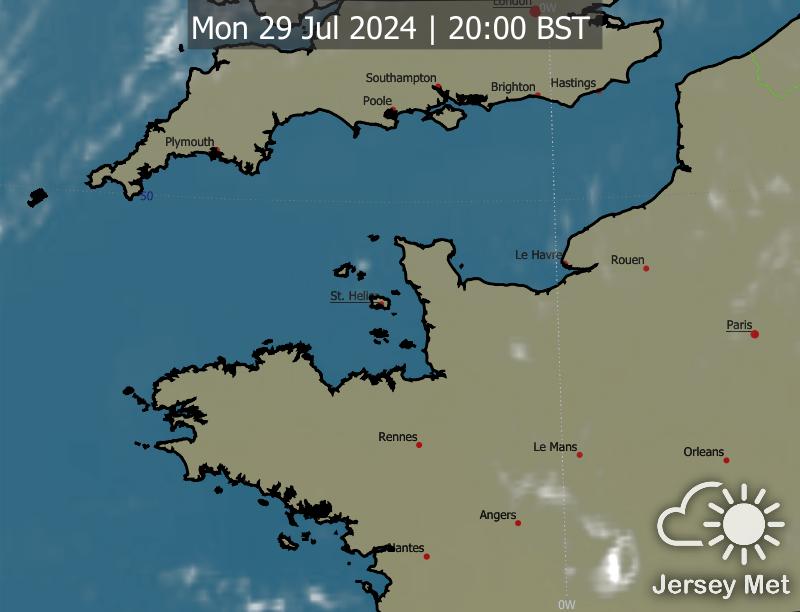 London
0W
Mon 29 Jul 2024 | 20:00 BST
Southampton
Brighton
Hastings
Poole
Plymouth
50
Le Havre
Rouen
St. Helier
Paris
Rennes
Le Mans
Orleans
Angers
Nantes
Jersey Met
0W